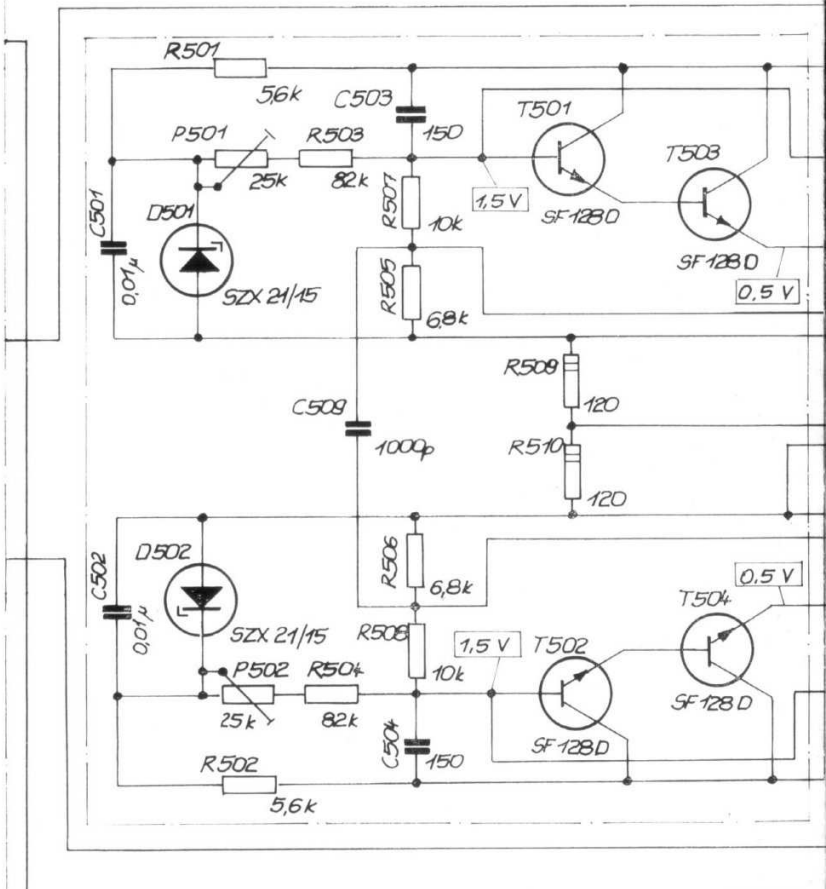 R501
5,6k
C503
150
T501
P501
R503
25k
82k
T503
C501
0,01µ
D501
SZX 21/15
R507
10k
1,5 V
SF128D
SF128D
0,5 V
R505
6,8k
R509
120
C509
1000p
R510
120
D502
C502
0,01µ
SZX 21/15
R506
6,8k
0,5 V
T504
R508
10k
1,5 V
T502
P502
R504
25k
82k
SF128D
C504
150
SF128D
R502
5,6k